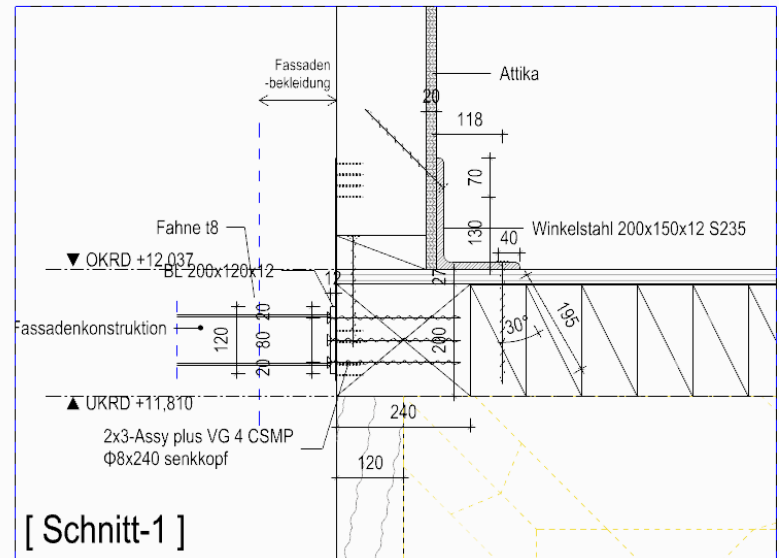 Fassaden
-bekleidung
Attika
20
118
70
130
Fahne t8
Winkelstahl 200x150x12 S235
40
▼ OKRD +12,037
BL 200x120x12
12
27
Fassadenkonstruktion
120
20
80
20
200
30°
195
▲ UKRD +11,810
240
2x3-Assy plus VG 4 CSMP
Φ8x240 senkkopf
120
[ Schnitt-1 ]